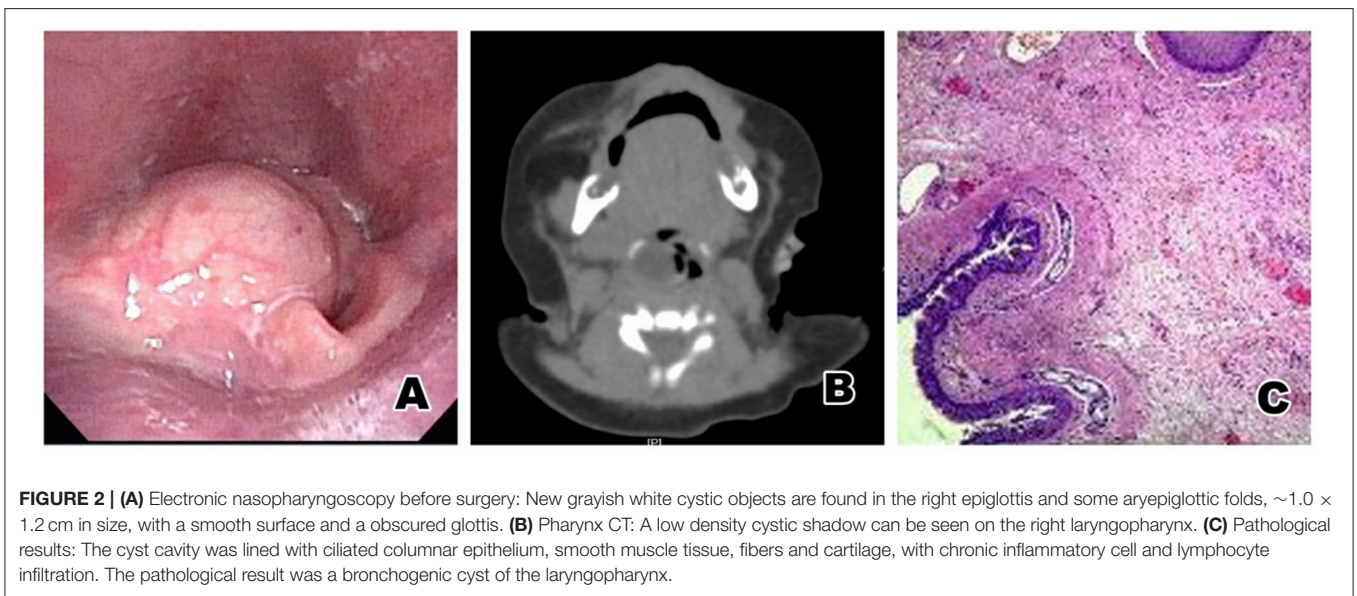 A
B
C
[P]
FIGURE 2 | (A) Electronic nasopharyngoscopy before surgery: New grayish white cystic objects are found in the right epiglottis and some aryepiglottic folds, ~1.0 ×
1.2 cm in size, with a smooth surface and a obscured glottis. (B) Pharynx CT: A low density cystic shadow can be seen on the right laryngopharynx. (C) Pathological
results: The cyst cavity was lined with ciliated columnar epithelium, smooth muscle tissue, fibers and cartilage, with chronic inflammatory cell and lymphocyte
infiltration. The pathological result was a bronchogenic cyst of the laryngopharynx.